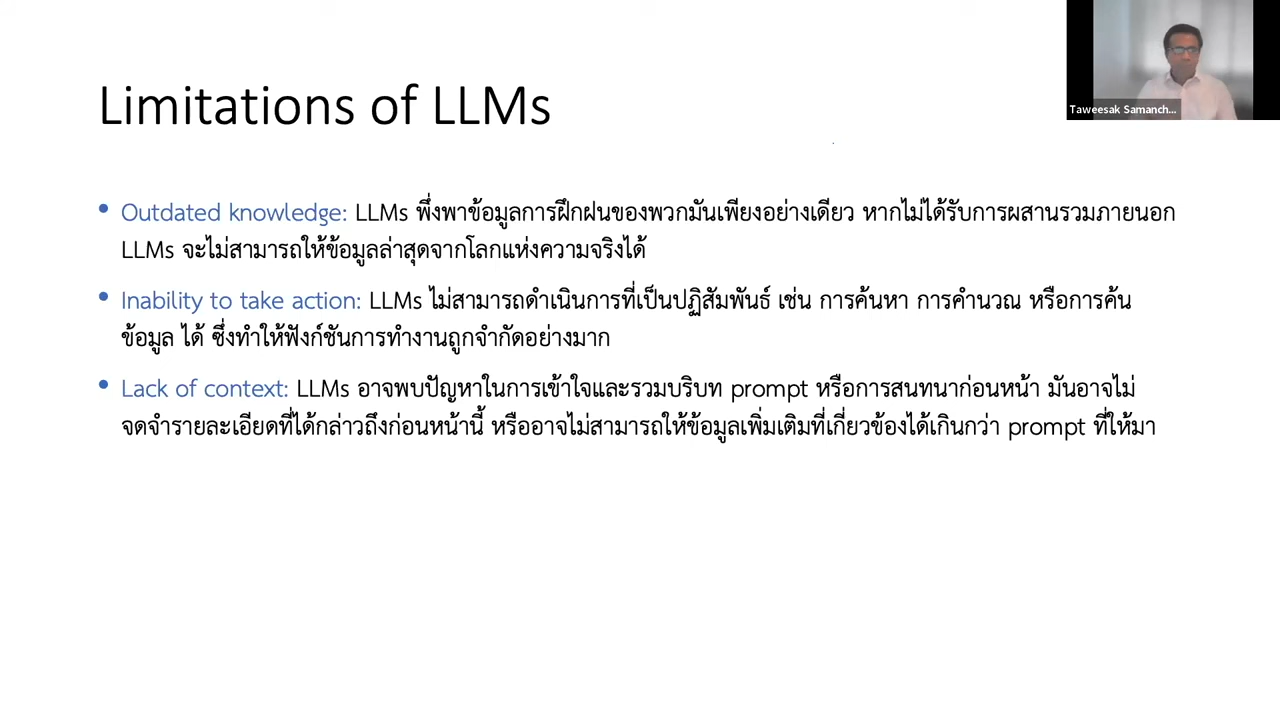 Limitations of LLMs
Taweesak Samanch...
• Outdated knowledge: LLMs พึ่งพาข้อมูลการฝึกฝนของพวกมันเพียงอย่างเดียว หากไม่ได้รับการผสานรวมภายนอก
LLMs จะไม่สามารถให้ข้อมูลล่าสุดจากโลกแห่งความจริงได้
• Inability to take action: LLMs ไม่สามารถดำเนินการที่เป็นปฏิสัมพันธ์ เช่น การค้นหา การคำนวณ หรือการค้น
ข้อมูล ได้ ซึ่งทำให้ฟังก์ชันการทำงานถูกจำกัดอย่างมาก
• Lack of context: LLMs อาจพบปัญหาในการเข้าใจและรวมบริบท prompt หรือการสนทนาก่อนหน้า มันอาจไม่
จดจำรายละเอียดที่ได้กล่าวถึงก่อนหน้านี้ หรืออาจไม่สามารถให้ข้อมูลเพิ่มเติมที่เกี่ยวข้องได้เกินกว่า prompt ที่ให้มา